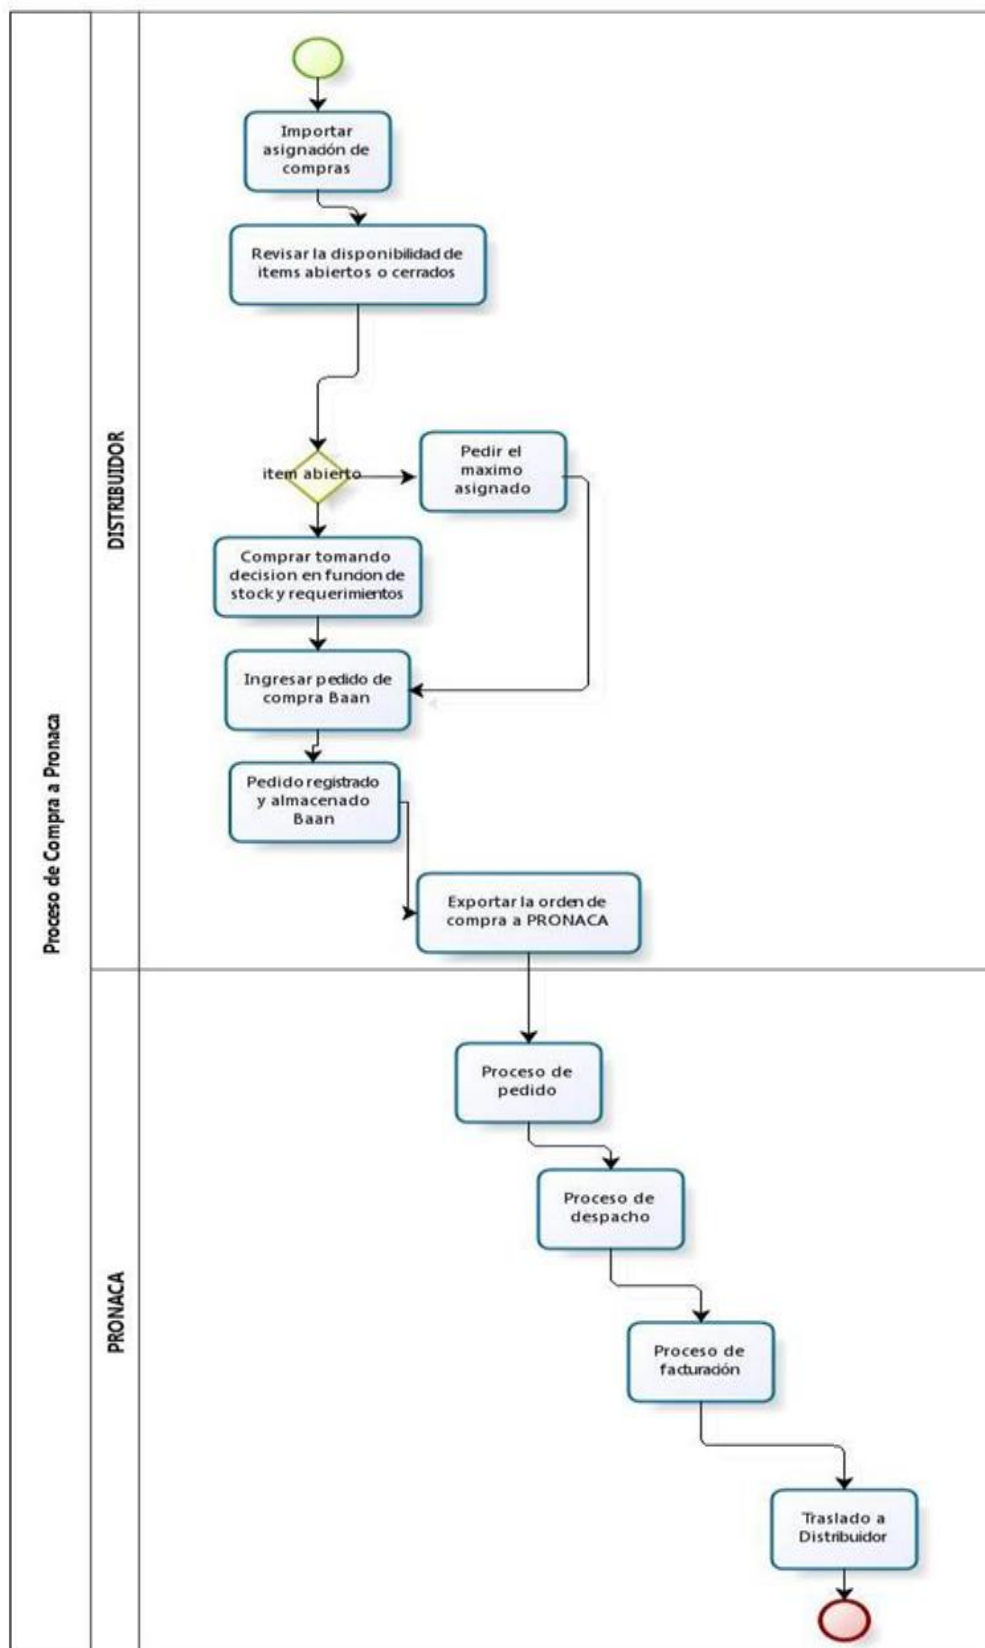 Proceso de Compra a Pronaca
DISTRIBUIDOR
Importar
asignación de
compras
Revisar la disponibilidad de
items abiertos o cerrados
item abierto
Pedir el
maximo
asignado
Comprar tomando
decision en funcion de
stock y requerimientos
Ingresar pedido de
compra Baan
Pedido registrado
y almacenado
Baan
Exportar la orden de
compra a PRONACA
PRONACA
Proceso de
pedido
Proceso de
despacho
Proceso de
facturación
Traslado a
Distribuidor